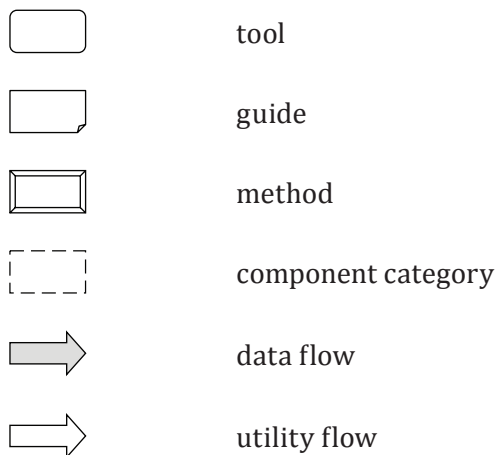 tool
guide
method
component category
data flow
utility flow